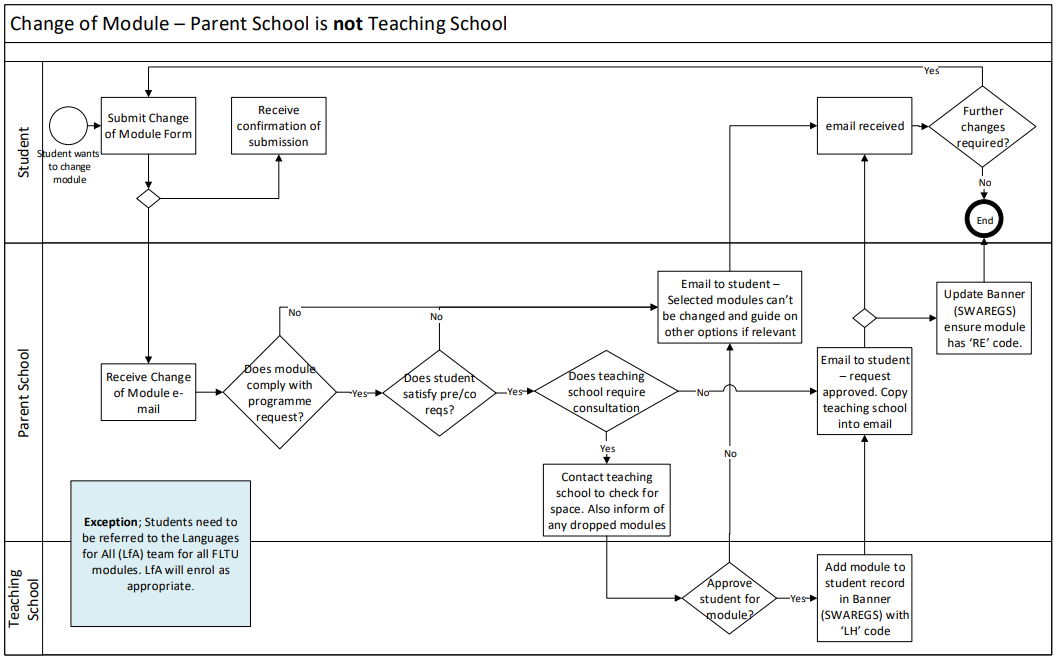 Change of Module – Parent School is not Teaching School
Student
Yes
Submit Change
of Module Form
Receive
confirmation of
submission
email received
Further
changes
required?
Student wants
to change
module
No
End
Parent School
Email to student –
Selected modules can’t
be changed and guide on
other options if relevant
Update Banner
(SWAREGS)
ensure module
has ‘RE’ code.
No
No
Receive Change
of Module e-
mail
Does module
comply with
programme
request?
Yes
Does student
satisfy pre/co
reqs?
Yes
Does teaching
school require
consultation
No
Email to student
– request
approved. Copy
teaching school
into email
Yes
No
Contact teaching
school to check for
space. Also inform of
any dropped modules
Exception; Students need to
be referred to the Languages
for All (LfA) team for all FLTU
modules. LfA will enrol as
appropriate.
Teaching
School
Approve
student for
module?
Yes
Add module to
student record
in Banner
(SWAREGS) with
‘LH’ code